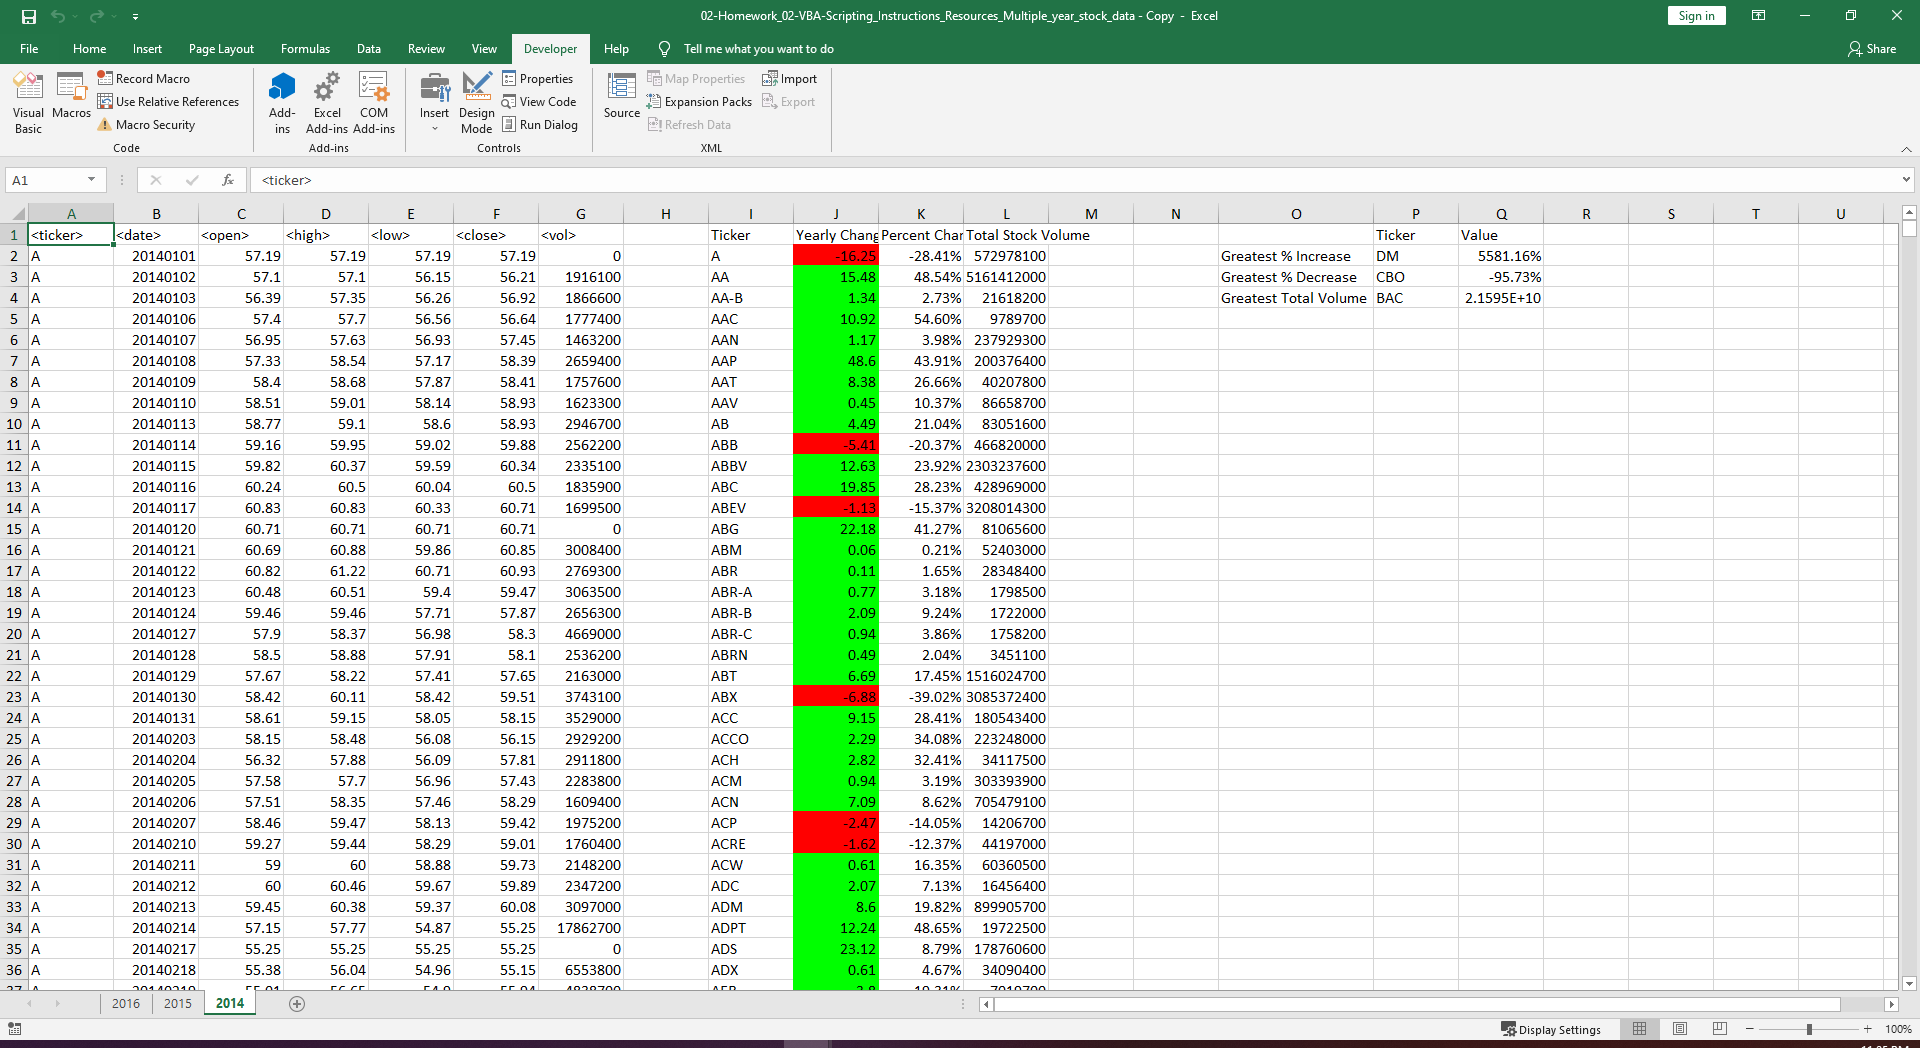 02-Homework_02-VBA-Scripting_Instructions_Resources_Multiple_year_stock_data - Copy - Excel
Sign in
File Home Insert Page Layout Formulas Data Review View Developer Help Tell me what you want to do Share
Visual Basic
Macros
Record Macro
Use Relative References
Macro Security
Code
Add-ins
Excel Add-ins
COM Add-ins
Add-ins
Insert
Design Mode
Properties
View Code
Run Dialog
Controls
Source
Map Properties
Expansion Packs
Refresh Data
Import
Export
XML
A1 fx <ticker>
A B C D E F G H I J K L M N O P Q R S T U
1 <ticker> <date> <open> <high> <low> <close> <vol> Ticker Yearly Chang Percent Char Total Stock Volume Ticker Value
2 A 20140101 57.19 57.19 57.19 57.19 0 A -16.25 -28.41% 572978100 Greatest % Increase DM 5581.16%
3 A 20140102 57.1 57.1 56.15 56.21 1916100 AA 15.48 48.54% 5161412000 Greatest % Decrease CBO -95.73%
4 A 20140103 56.39 57.35 56.26 56.92 1866600 AA-B 1.34 2.73% 21618200 Greatest Total Volume BAC 2.1595E+10
5 A 20140106 57.4 57.7 56.56 56.64 1777400 AAC 10.92 54.60% 9789700
6 A 20140107 56.95 57.63 56.93 57.45 1463200 AAN 1.17 3.98% 237929300
7 A 20140108 57.33 58.54 57.17 58.39 2659400 AAP 48.6 43.91% 200376400
8 A 20140109 58.4 58.68 57.87 58.41 1757600 AAT 8.38 26.66% 40207800
9 A 20140110 58.51 59.01 58.14 58.93 1623300 AAV 0.45 10.37% 86658700
10 A 20140113 58.77 59.1 58.6 58.93 2946700 AB 4.49 21.04% 83051600
11 A 20140114 59.16 59.95 59.02 59.88 2562200 ABB -5.41 -20.37% 466820000
12 A 20140115 59.82 60.37 59.59 60.34 2335100 ABBV 12.63 23.92% 2303237600
13 A 20140116 60.24 60.5 60.04 60.5 1835900 ABC 19.85 28.23% 428969000
14 A 20140117 60.83 60.83 60.33 60.71 1699500 ABEV -1.13 -15.37% 3208014300
15 A 20140120 60.71 60.71 60.71 60.71 0 ABG 22.18 41.27% 81065600
16 A 20140121 60.69 60.88 59.86 60.85 3008400 ABM 0.06 0.21% 52403000
17 A 20140122 60.82 61.22 60.71 60.93 2769300 ABR 0.11 1.65% 28348400
18 A 20140123 60.48 60.51 59.4 59.47 3063500 ABR-A 0.77 3.18% 1798500
19 A 20140124 59.46 59.46 57.71 57.87 2656300 ABR-B 2.09 9.24% 1722000
20 A 20140127 57.9 58.37 56.98 58.3 4669000 ABR-C 0.94 3.86% 1758200
21 A 20140128 58.5 58.88 57.91 58.1 2536200 ABRN 0.49 2.04% 3451100
22 A 20140129 57.67 58.22 57.41 57.65 2163000 ABT 6.69 17.45% 1516024700
23 A 20140130 58.42 60.11 58.42 59.51 3743100 ABX -6.88 -39.02% 3085372400
24 A 20140131 58.61 59.15 58.05 58.15 3529000 ACC 9.15 28.41% 180543400
25 A 20140203 58.15 58.48 56.08 56.15 2929200 ACCO 2.29 34.08% 223248000
26 A 20140204 56.32 57.88 56.09 57.81 2911800 ACH 2.82 32.41% 34117500
27 A 20140205 57.58 57.7 56.96 57.43 2283800 ACM 0.94 3.19% 303393900
28 A 20140206 57.51 58.35 57.46 58.29 1609400 ACN 7.09 8.62% 705479100
29 A 20140207 58.46 59.47 58.13 59.42 1975200 ACP -2.47 -14.05% 14206700
30 A 20140210 59.27 59.44 58.29 59.01 1760400 ACRE -1.62 -12.37% 44197000
31 A 20140211 59 60 58.88 59.73 2148200 ACW 0.61 16.35% 60360500
32 A 20140212 60 60.46 59.67 59.89 2347200 ADC 2.07 7.13% 16456400
33 A 20140213 59.45 60.38 59.37 60.08 3097000 ADM 8.6 19.82% 899905700
34 A 20140214 57.15 57.77 54.87 55.25 17862700 ADPT 12.24 48.65% 19722500
35 A 20140217 55.25 55.25 55.25 55.25 0 ADS 23.12 8.79% 178760600
36 A 20140218 55.38 56.04 54.96 55.15 6553800 ADX 0.61 4.67% 34090400
2016 2015 2014
Display Settings 100%